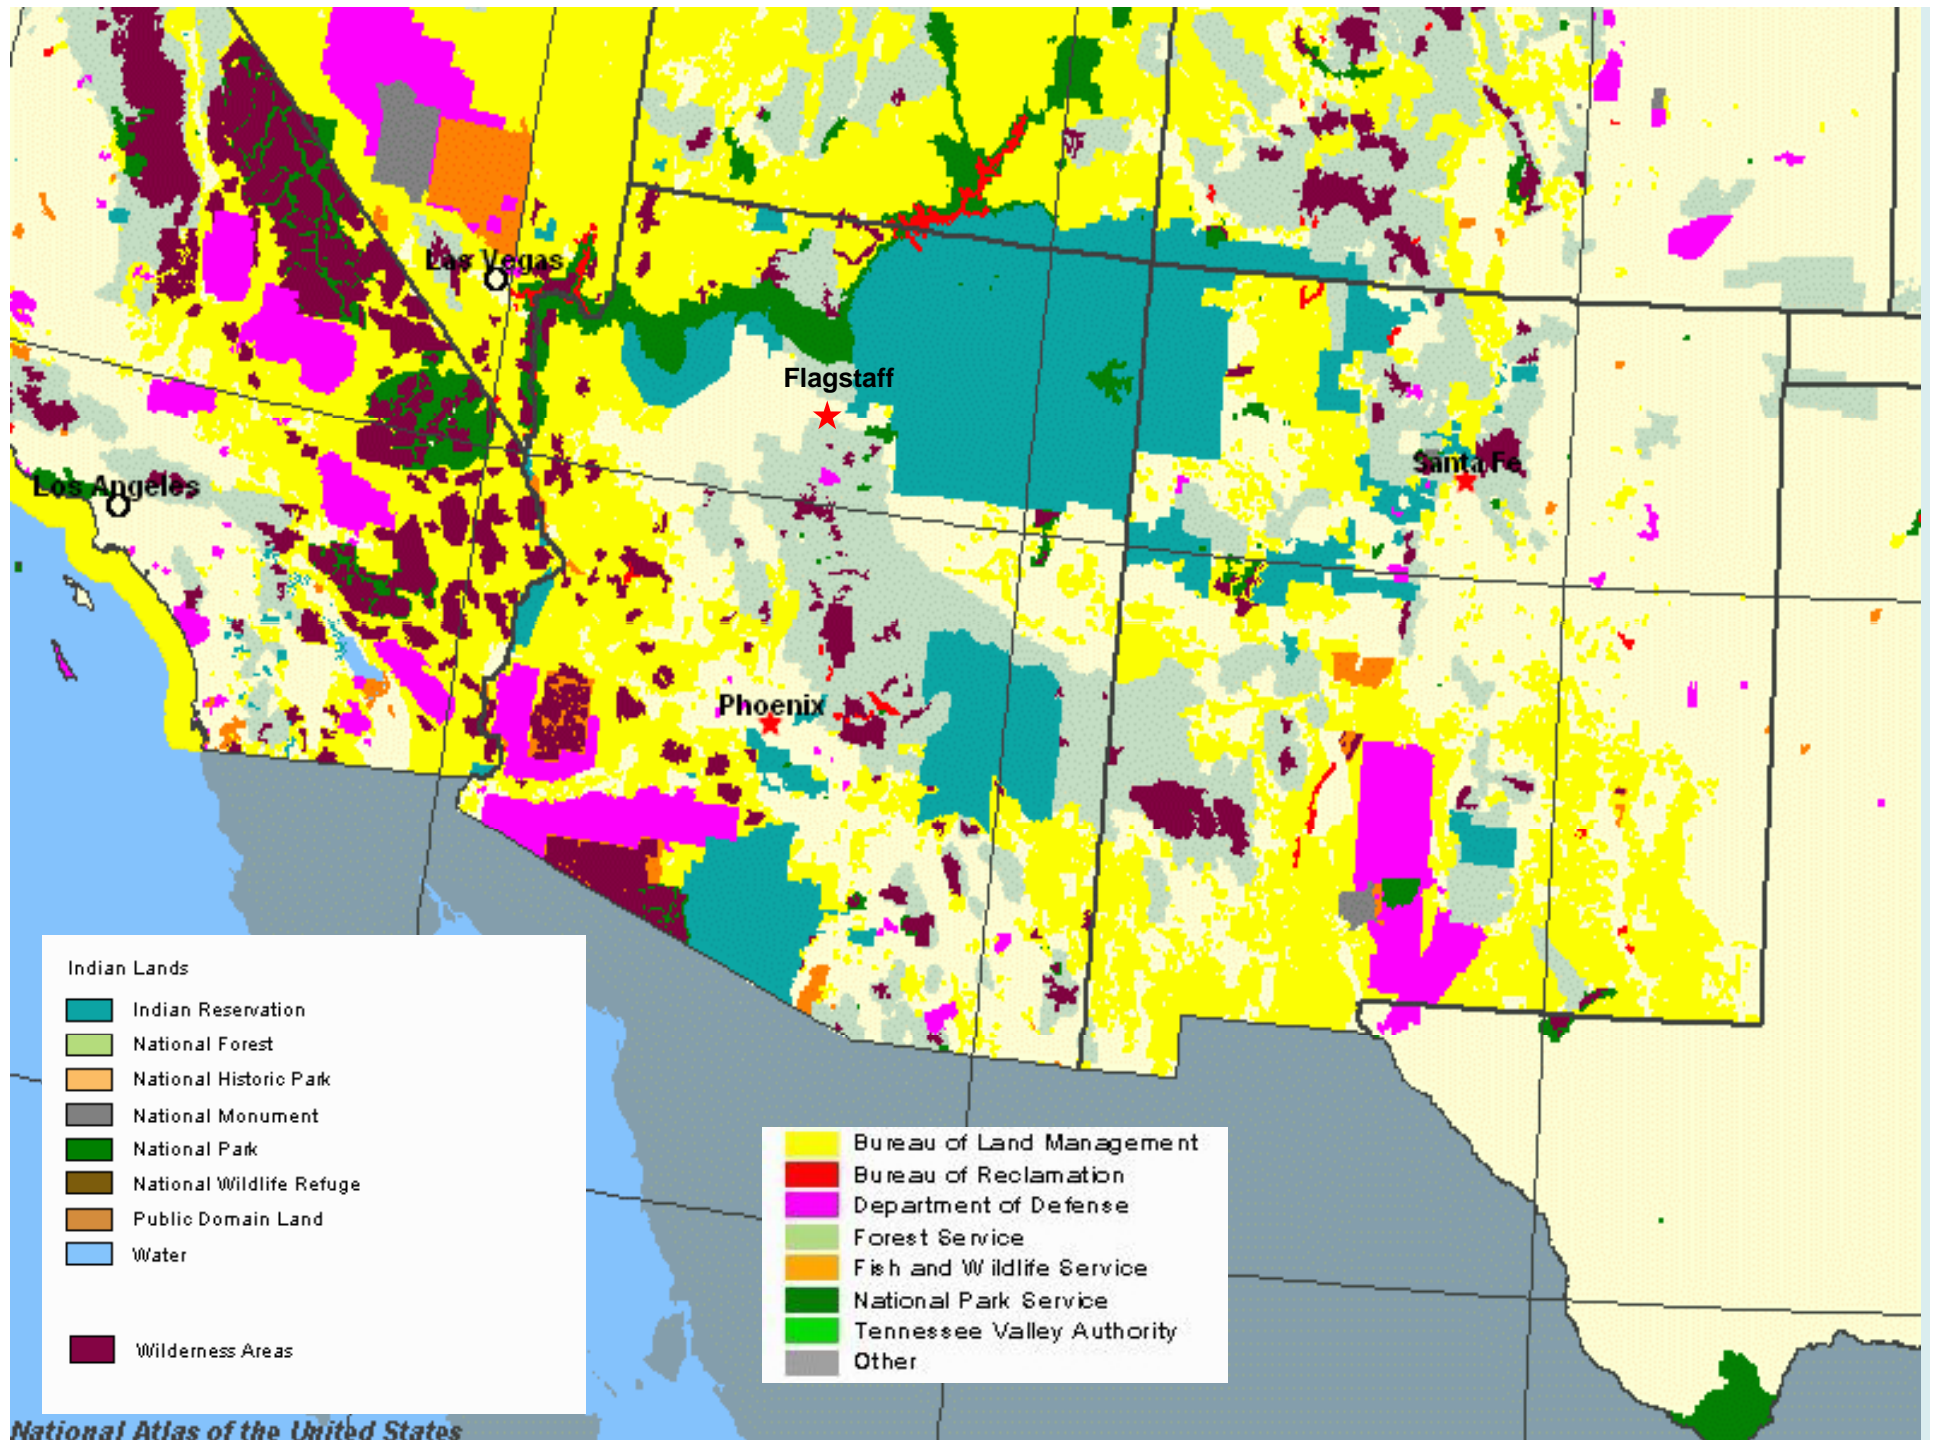 Las Vegas
Flagstaff
Santa Fe
Los Angeles
Phoenix
Indian Lands
Indian Reservation
National Forest
National Historic Park
National Monument
National Park
National Wildlife Refuge
Public Domain Land
Water
Wilderness Areas
Bureau of Land Management
Bureau of Reclamation
Department of Defense
Forest Service
Fish and Wildlife Service
National Park Service
Tennessee Valley Authority
Other
National Atlas of the United States